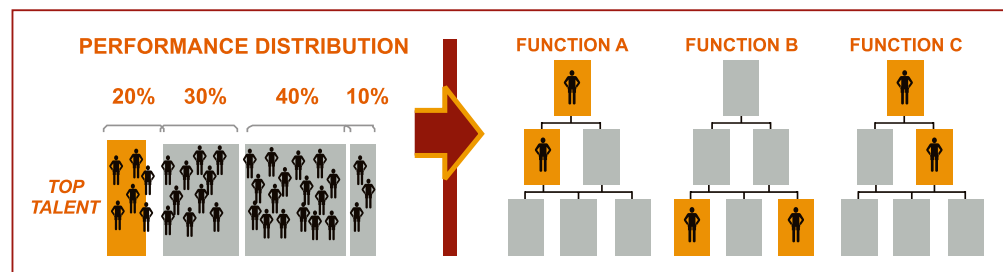 PERFORMANCE DISTRIBUTION
20% 30% 40% 10%
TOP
TALENT
FUNCTION A
FUNCTION B
FUNCTION C